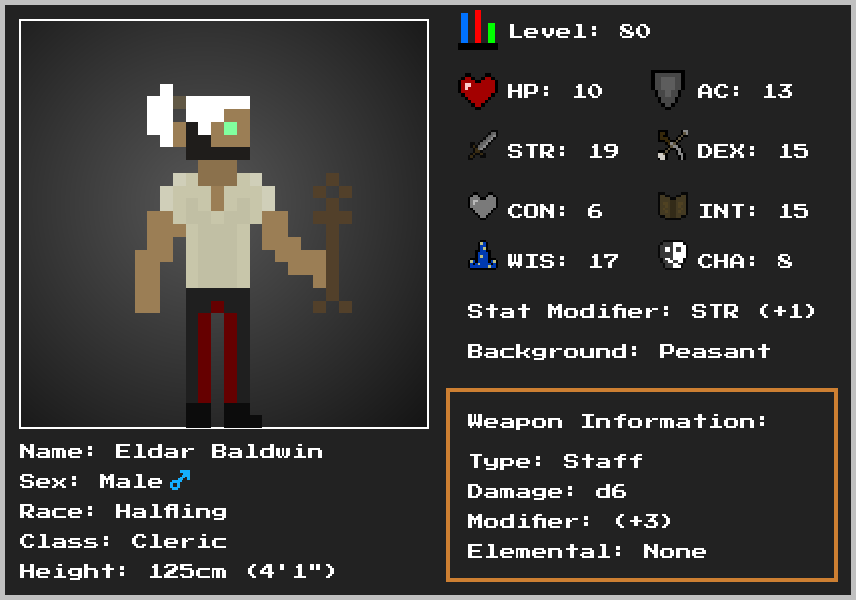 Level: 80
HP: 10
AC: 13
STR: 19
DEX: 15
CON: 6
INT: 15
WIS: 17
CHA: 8
Stat Modifier: STR (+1)
Background: Peasant
Weapon Information:
Type: Staff
Damage: d6
Modifier: (+3)
Elemental: None
Name: Eldar Baldwin
Sex: Male♂
Race: Halfling
Class: Cleric
Height: 125cm (4'1")